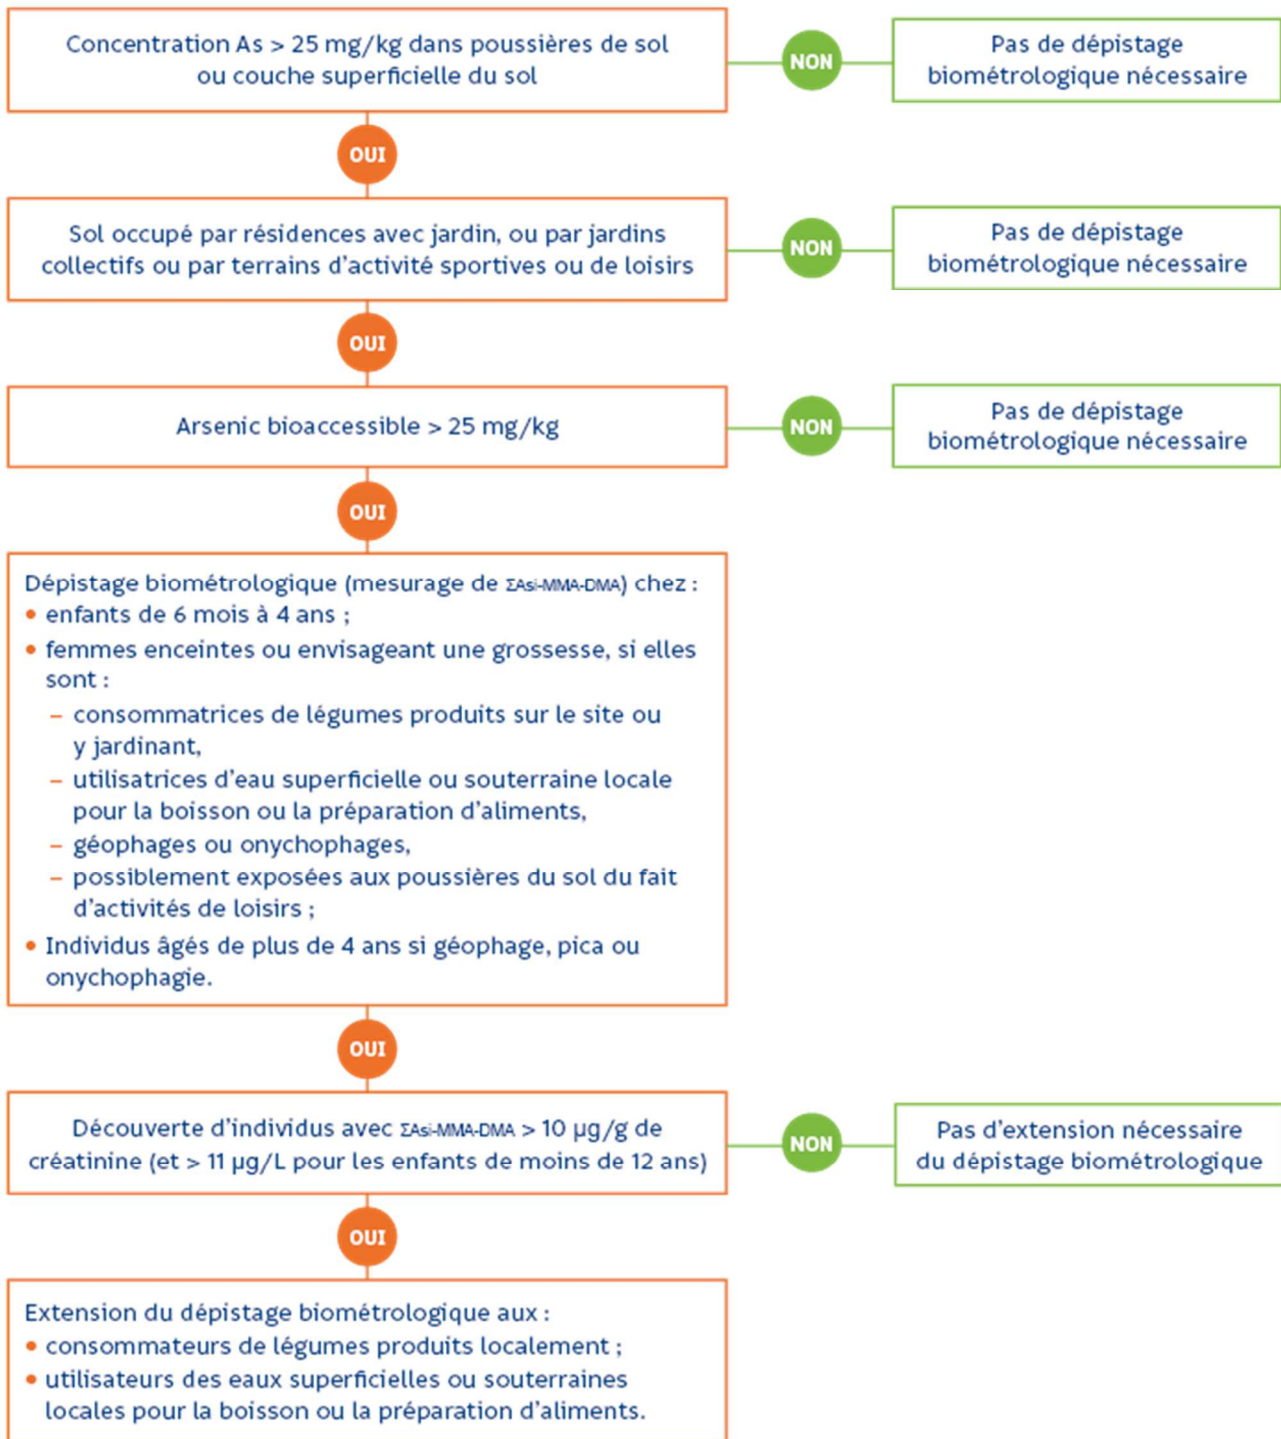 Concentration As > 25 mg/kg dans poussières de sol
ou couche superficielle du sol
NON
Pas de dépistage
biométrologique nécessaire
OUI
Sol occupé par résidences avec jardin, ou par jardins
collectifs ou par terrains d'activité sportives ou de loisirs
NON
Pas de dépistage
biométrologique nécessaire
OUI
Arsenic bioaccessible > 25 mg/kg
NON
Pas de dépistage
biométrologique nécessaire
OUI
Dépistage biométrologique (mesurage de ΣAsi-MMA-DMA) chez :
• enfants de 6 mois à 4 ans ;
• femmes enceintes ou envisageant une grossesse, si elles
sont :
– consommatrices de légumes produits sur le site ou
y jardinant,
– utilisatrices d'eau superficielle ou souterraine locale
pour la boisson ou la préparation d'aliments,
– géophages ou onychophages,
– possiblement exposées aux poussières du sol du fait
d'activités de loisirs ;
• Individus âgés de plus de 4 ans si géophage, pica ou
onychophagie.
OUI
Découverte d'individus avec ΣAsi-MMA-DMA > 10 µg/g de
créatinine (et > 11 µg/L pour les enfants de moins de 12 ans)
NON
Pas d'extension nécessaire
du dépistage biométrologique
OUI
Extension du dépistage biométrologique aux :
• consommateurs de légumes produits localement ;
• utilisateurs des eaux superficielles ou souterraines
locales pour la boisson ou la préparation d'aliments.